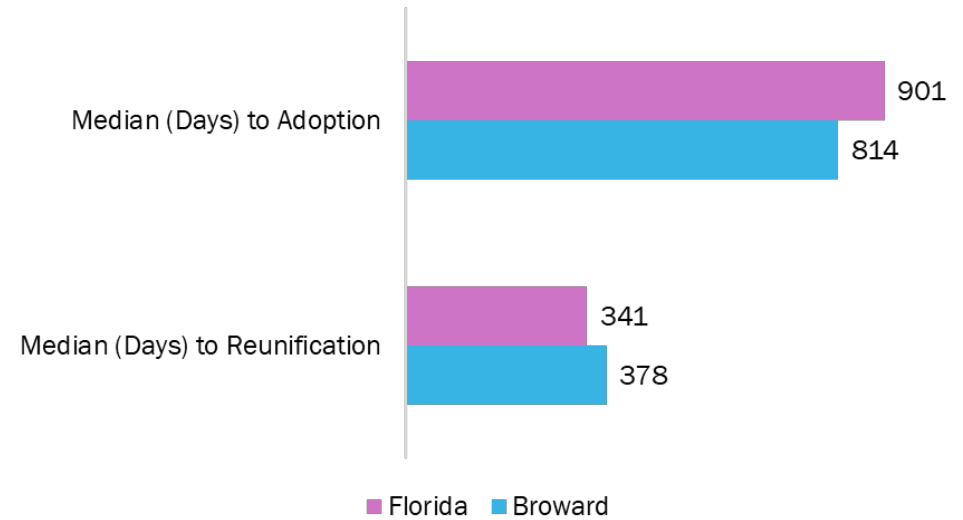 Median (Days) to Adoption
901
814
Median (Days) to Reunification
341
378
Florida
Broward